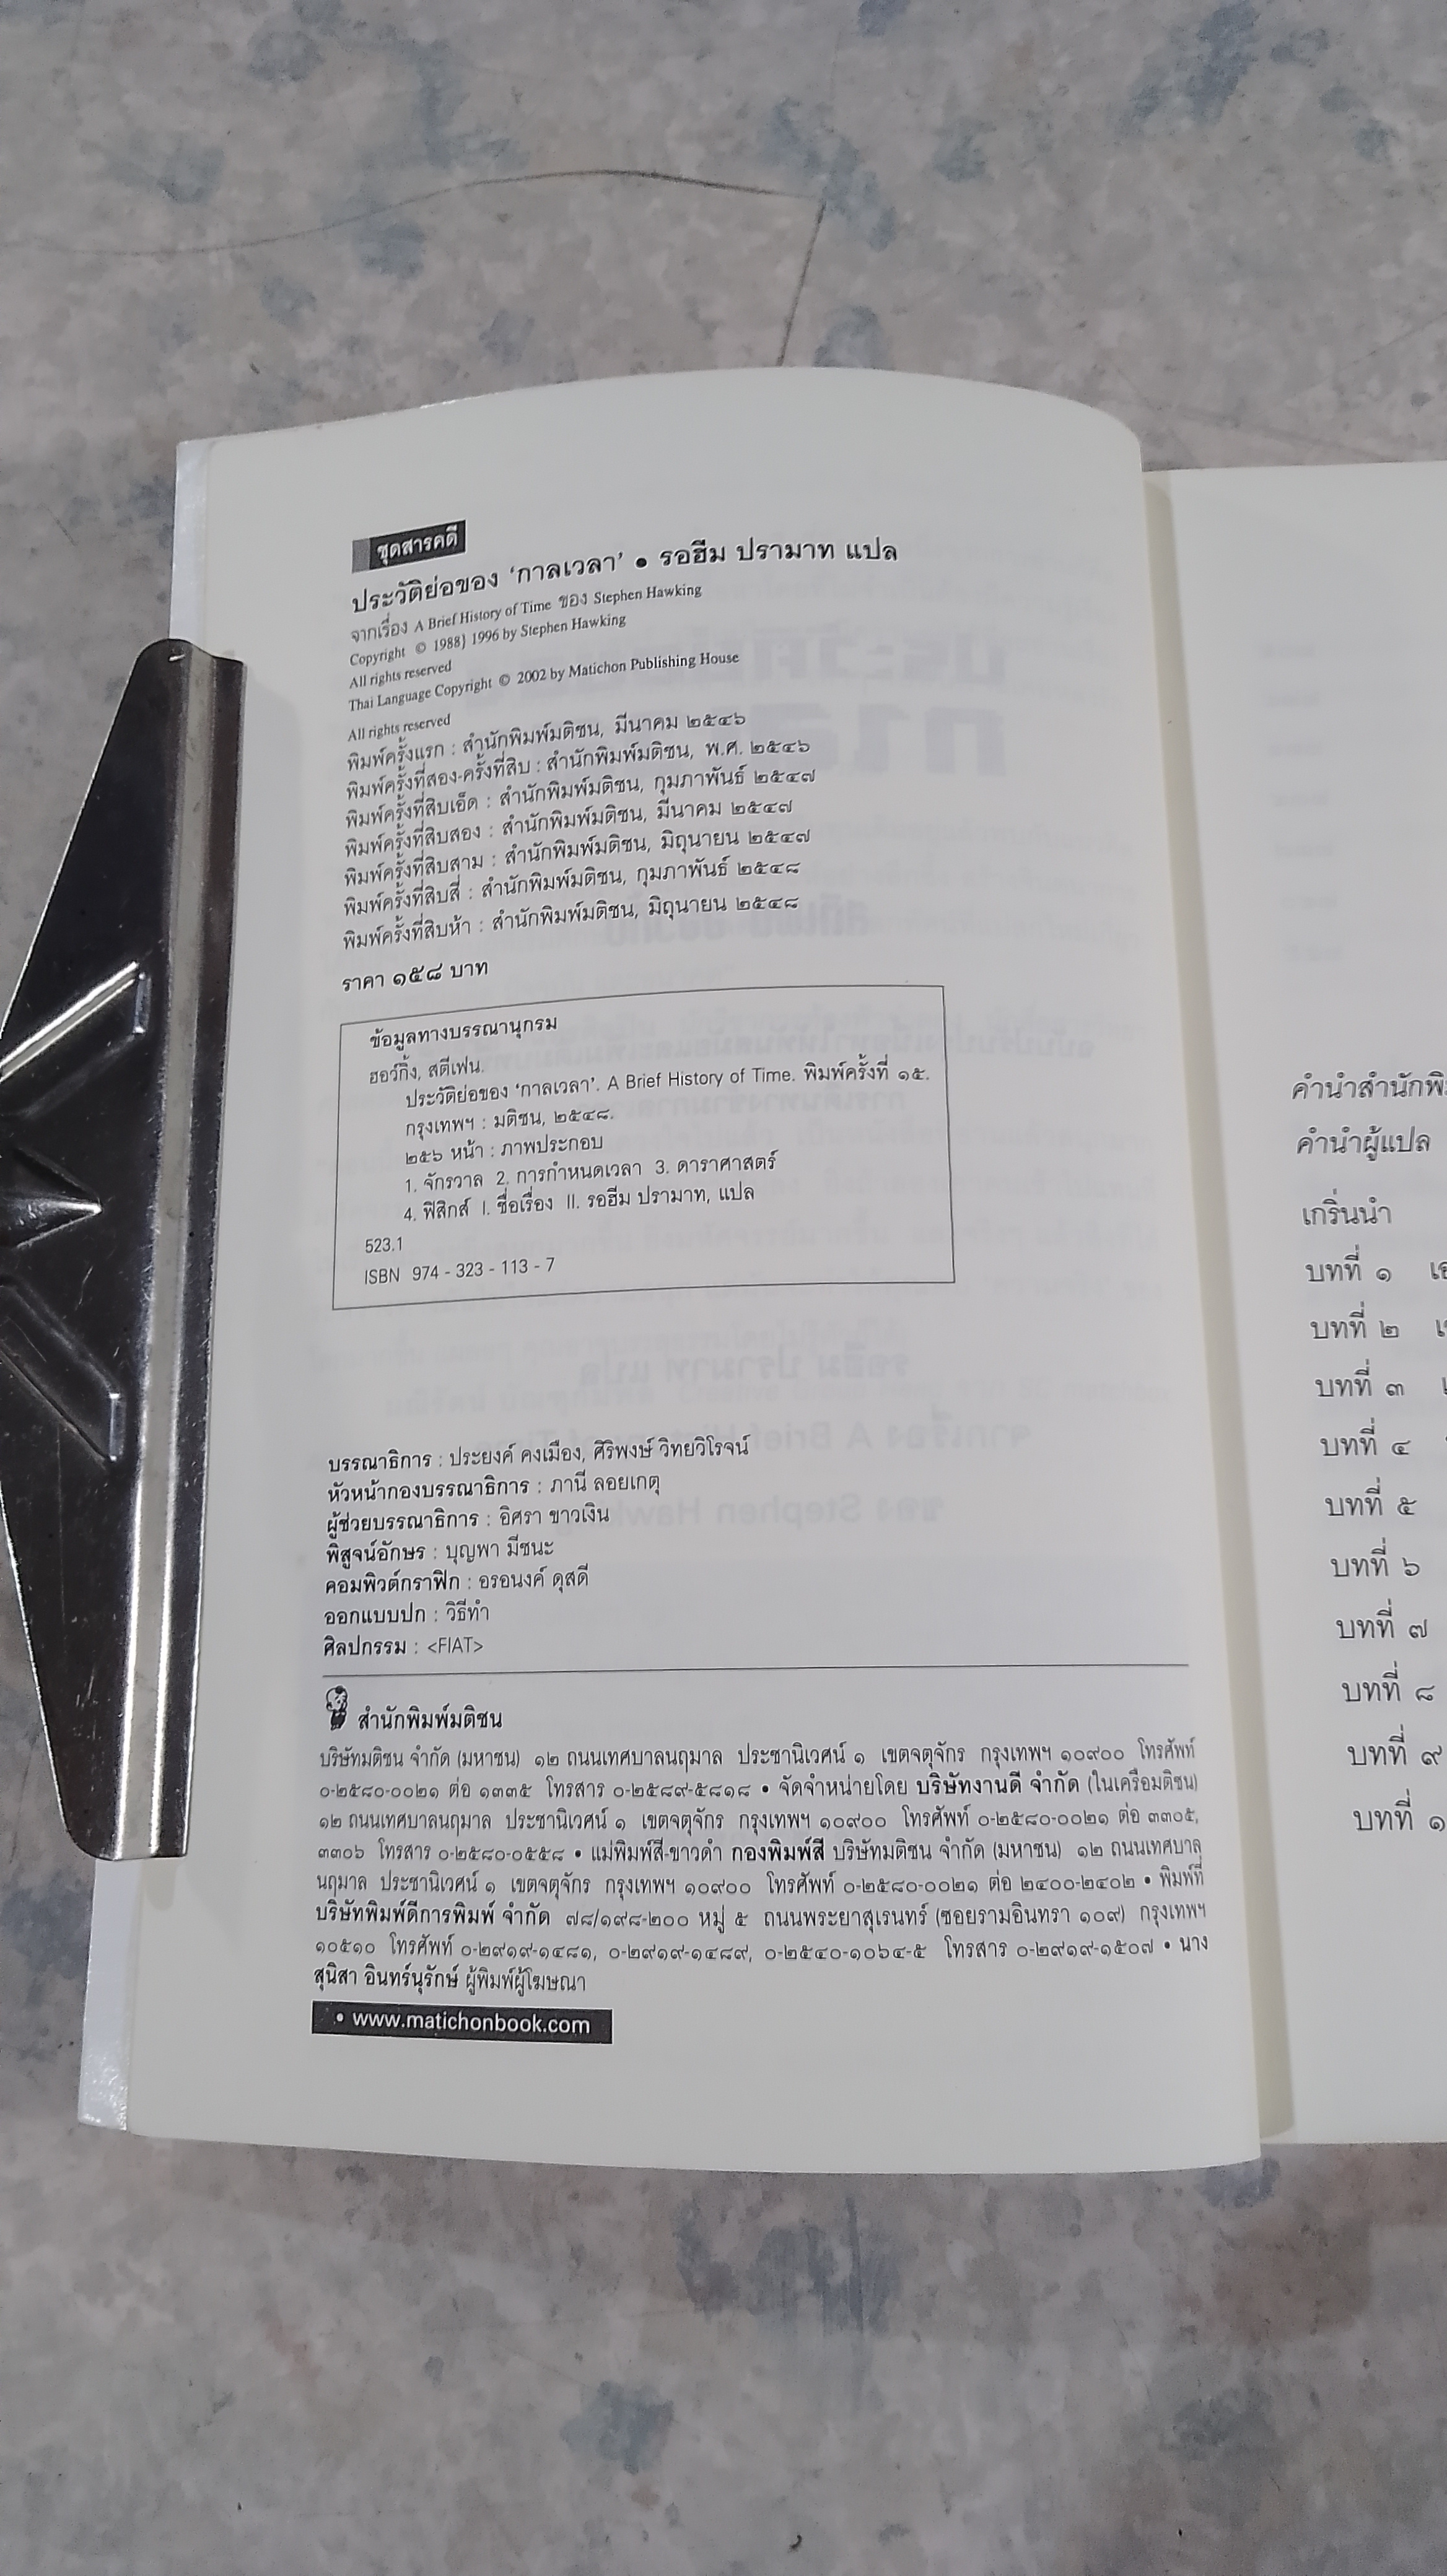 ชุดสารคดี
ประวัติย่อของ ‘กาลเวลา’ • รอฮีม ปรามาท แปล
จากเรื่อง A Brief History of Time ของ Stephen Hawking
Copyright © 1988} 1996 by Stephen Hawking
All rights reserved
Thai Language Copyright © 2002 by Matichon Publishing House
All rights reserved
พิมพ์ครั้งแรก : สำนักพิมพ์มติชน, มีนาคม ๒๕๔๖
พิมพ์ครั้งที่สอง-ครั้งที่สิบ : สำนักพิมพ์มติชน, พ.ศ. ๒๕๔๖
พิมพ์ครั้งที่สิบเอ็ด : สำนักพิมพ์มติชน, กุมภาพันธ์ ๒๕๔๗
พิมพ์ครั้งที่สิบสอง : สำนักพิมพ์มติชน, มีนาคม ๒๕๔๗
พิมพ์ครั้งที่สิบสาม : สำนักพิมพ์มติชน, มิถุนายน ๒๕๔๗
พิมพ์ครั้งที่สิบสี่ : สำนักพิมพ์มติชน, กุมภาพันธ์ ๒๕๔๘
พิมพ์ครั้งที่สิบห้า : สำนักพิมพ์มติชน, มิถุนายน ๒๕๔๘
ราคา ๑๕๘ บาท
ข้อมูลทางบรรณานุกรม
ฮอว์กิ้ง, สตีเฟน.
ประวัติย่อของ ‘กาลเวลา’. A Brief History of Time. พิมพ์ครั้งที่ ๑๕.
กรุงเทพฯ : มติชน, ๒๕๔๘.
๒๕๖ หน้า : ภาพประกอบ
1. จักรวาล 2. การกำหนดเวลา 3. ดาราศาสตร์
4. ฟิสิกส์ I. ชื่อเรื่อง II. รอฮีม ปรามาท, แปล
523.1
ISBN 974 - 323 - 113 - 7
บรรณาธิการ : ประยงค์ คงเมือง, ศิริพงษ์ วิทยวิโรจน์
หัวหน้ากองบรรณาธิการ : ภานี ลอยเกตุ
ผู้ช่วยบรรณาธิการ : อิศรา ขาวเงิน
พิสูจน์อักษร : บุญพา มีชนะ
คอมพิวต์กราฟิก : อรอนงค์ ดุสดี
ออกแบบปก : วิธีทำ
ศิลปกรรม : <FIAT>
สำนักพิมพ์มติชน
บริษัทมติชน จำกัด (มหาชน) ๑๒ ถนนเทศบาลนฤมาล ประชานิเวศน์ ๑ เขตจตุจักร กรุงเทพฯ ๑๐๙๐๐ โทรศัพท์
๐-๒๕๘๐-๐๐๒๑ ต่อ ๑๓๓๕ โทรสาร ๐-๒๕๘๙-๕๘๑๘ • จัดจำหน่ายโดย บริษัทงานดี จำกัด (ในเครือมติชน)
๑๒ ถนนเทศบาลนฤมาล ประชานิเวศน์ ๑ เขตจตุจักร กรุงเทพฯ ๑๐๙๐๐ โทรศัพท์ ๐-๒๕๘๐-๐๐๒๑ ต่อ ๓๓๐๕,
๓๓๐๖ โทรสาร ๐-๒๕๘๐-๐๕๕๘ • แม่พิมพ์สี-ขาวดำ กองพิมพ์สี บริษัทมติชน จำกัด (มหาชน) ๑๒ ถนนเทศบาล
นฤมาล ประชานิเวศน์ ๑ เขตจตุจักร กรุงเทพฯ ๑๐๙๐๐ โทรศัพท์ ๐-๒๕๘๐-๐๐๒๑ ต่อ ๒๔๐๐-๒๔๐๒ • พิมพ์ที่
บริษัทพิมพ์ดีการพิมพ์ จำกัด ๗๘/๑๙๘-๒๐๐ หมู่ ๕ ถนนพระยาสุเรนทร์ (ซอยรามอินทรา ๑๐๙) กรุงเทพฯ
๑๐๕๑๐ โทรศัพท์ ๐-๒๙๑๙-๑๔๘๑, ๐-๒๙๑๙-๑๔๘๙, ๐-๒๕๔๐-๑๐๖๔-๕ โทรสาร ๐-๒๙๑๙-๑๕๐๗ • นาง
สุนิสา อินทร์นุรักษ์ ผู้พิมพ์ผู้โฆษณา
• www.matichonbook.com
คำนำสำนักพิม
คำนำผู้แปล
เกริ่นนำ
บทที่ ๑
บทที่ ๒
บทที่ ๓
บทที่ ๔
บทที่ ๕
บทที่ ๖
บทที่ ๗
บทที่ ๘
บทที่ ๙
บทที่ ๑